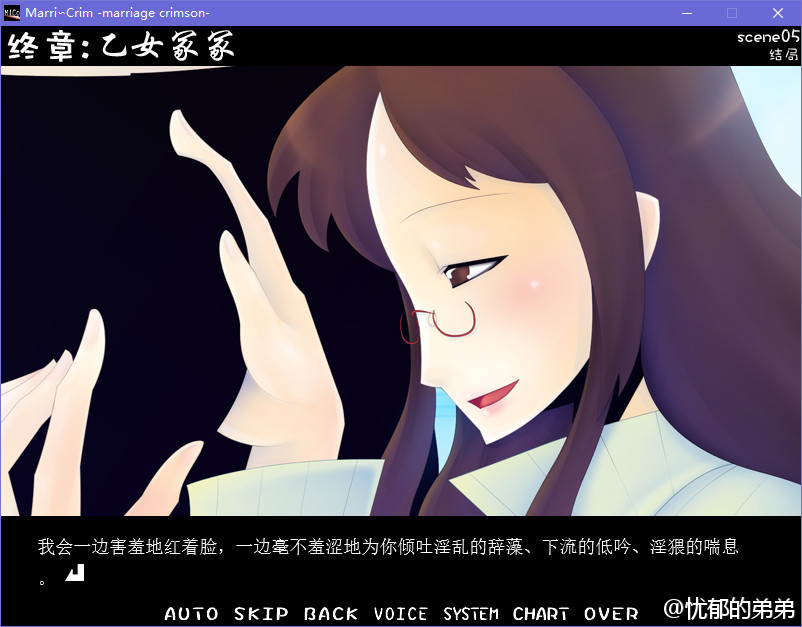 Marri~Crim -marriage crimson-
终章:乙女冢冢
scene05
结局
我会一边害羞地红着脸，一边毫不羞涩地为你倾吐淫乱的辞藻、下流的低吟、淫猥的喘息
。
AUTO SKIP BACK VOICE SYSTEM CHART OVER
@忧郁的弟弟